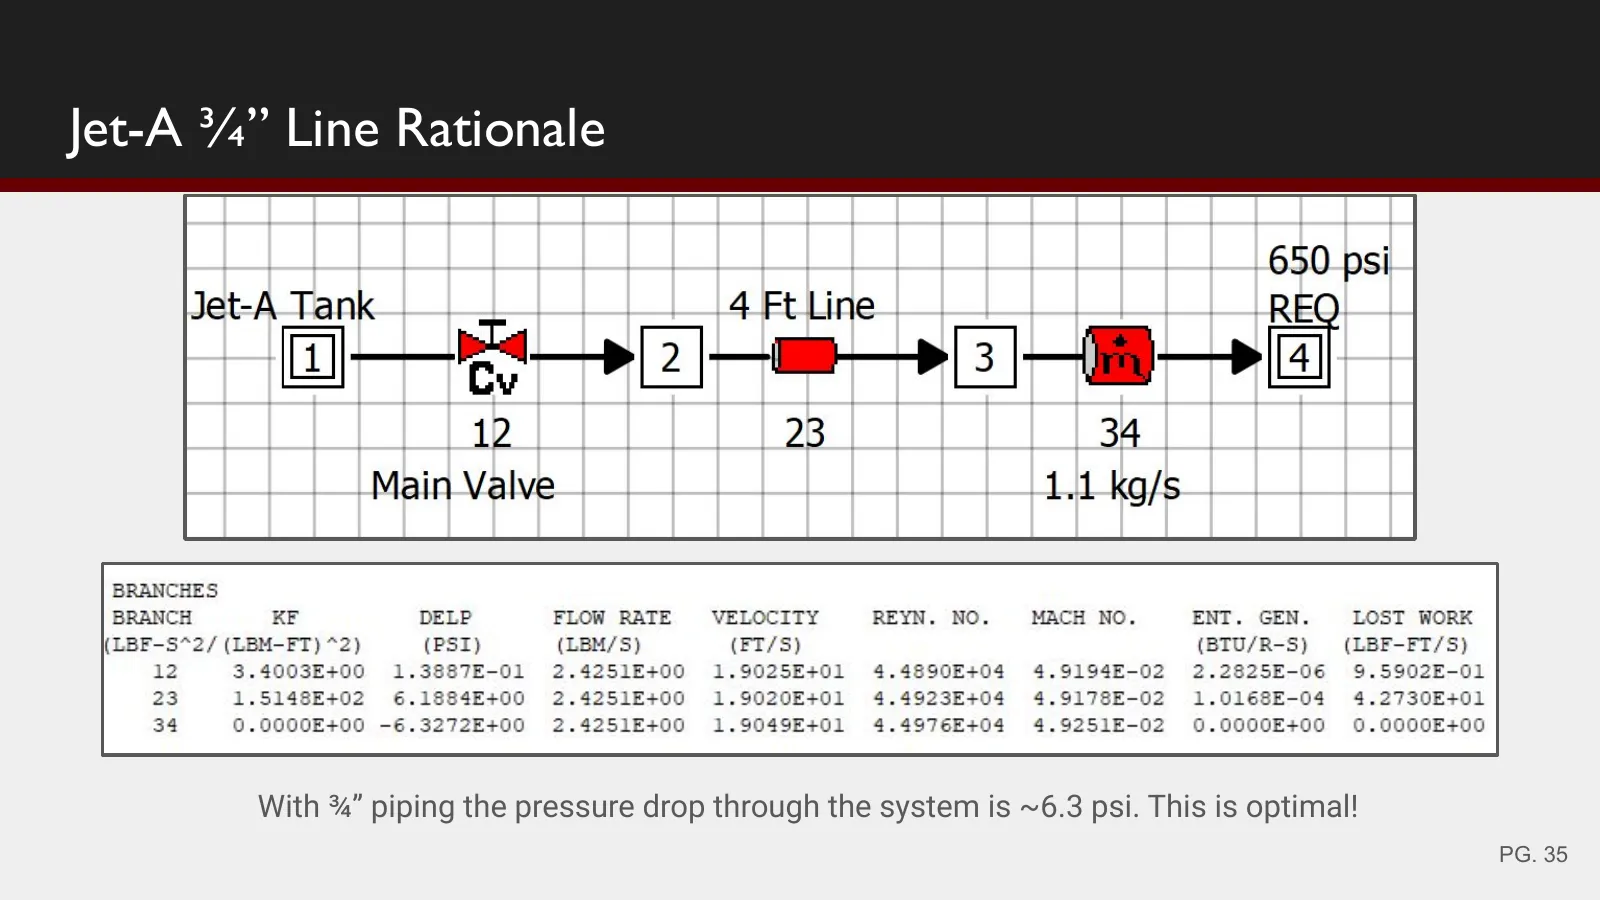 Jet-A ¾” Line Rationale
650 psi
REQ
Jet-A Tank
4 Ft Line
1
Cv
2
3
ṁ
4
12
23
34
Main Valve
1.1 kg/s
BRANCHES
BRANCH KF DELP FLOW RATE VELOCITY REYN. NO. MACH NO. ENT. GEN. LOST WORK
(LBF-S^2/(LBM-FT)^2) (PSI) (LBM/S) (FT/S) (BTU/R-S) (LBF-FT/S)
12 3.4003E+00 1.3887E-01 2.4251E+00 1.9025E+01 4.4890E+04 4.9194E-02 2.2825E-06 9.5902E-01
23 1.5148E+02 6.1884E+00 2.4251E+00 1.9020E+01 4.4923E+04 4.9178E-02 1.0168E-04 4.2730E+01
34 0.0000E+00 -6.3272E+00 2.4251E+00 1.9049E+01 4.4976E+04 4.9251E-02 0.0000E+00 0.0000E+00
With ¾” piping the pressure drop through the system is ~6.3 psi. This is optimal!
PG. 35